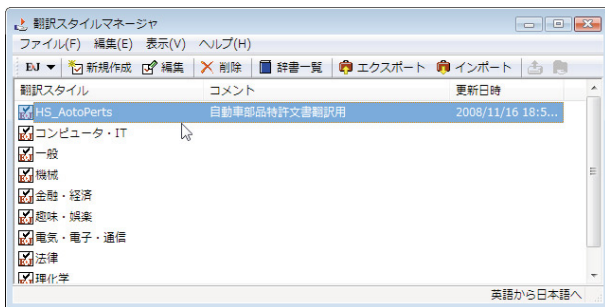 翻訳スタイルマネージャ
ファイル(F) 編集(E) 表示(V) ヘルプ(H)
EJ 新規作成 編集 削除 辞書一覧 エクスポート インポート
翻訳スタイル コメント 更新日時
HS_AotoPerts 自動車部品特許文書翻訳用 2008/11/16 18:5...
コンピュータ・IT
一般
機械
金融・経済
趣味・娯楽
電気・電子・通信
法律
理化学
英語から日本語へ